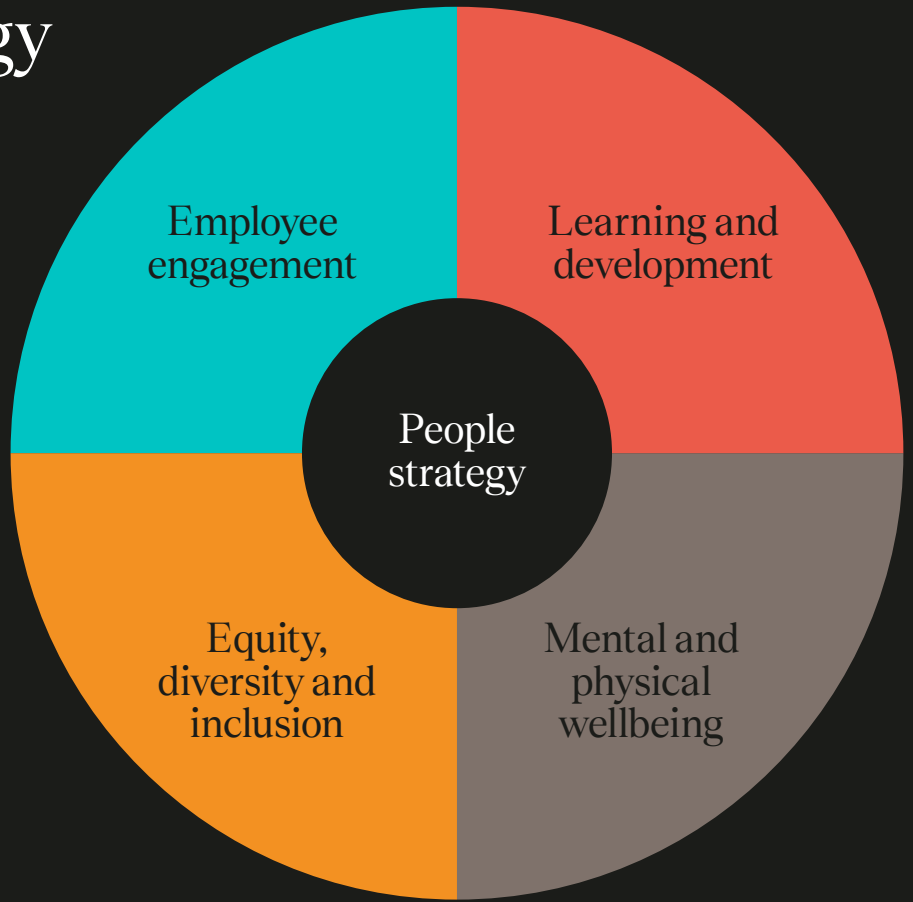 gy
Employee
engagement
Learning and
development
People
strategy
Equity,
diversity and
inclusion
Mental and
physical
wellbeing